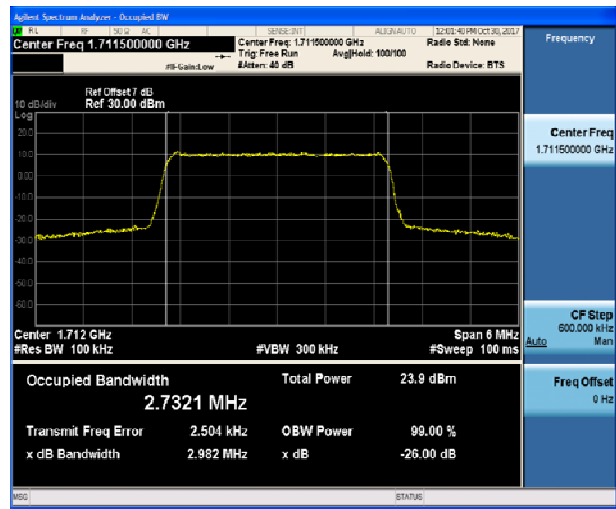 Agilent Spectrum Analyzer - Occupied BW
RL RF 50 Ω AC SENSE:INT ALIGNAUTO 12:01:40 PM Oct 30, 2017
Center Freq 1.711500000 GHz
Center Freq: 1.711500000 GHz
Radio Std: None
Trig: Free Run Avg|Hold: 100/100
#IFGain:Low #Atten: 40 dB Radio Device: BTS
Frequency
Ref Offset 7 dB
10 dB/div Ref 30.00 dBm
Log
20.0
10.0
0.00
-10.0
-20.0
-30.0
-40.0
-50.0
-60.0
Center Freq
1.711500000 GHz
Center 1.712 GHz Span 6 MHz
#Res BW 100 kHz #VBW 300 kHz #Sweep 100 ms
CF Step
600.000 kHz
Auto Man
Occupied Bandwidth Total Power 23.9 dBm
2.7321 MHz
Transmit Freq Error 2.504 kHz OBW Power 99.00 %
x dB Bandwidth 2.982 MHz x dB -26.00 dB
Freq Offset
0 Hz
MSG STATUS